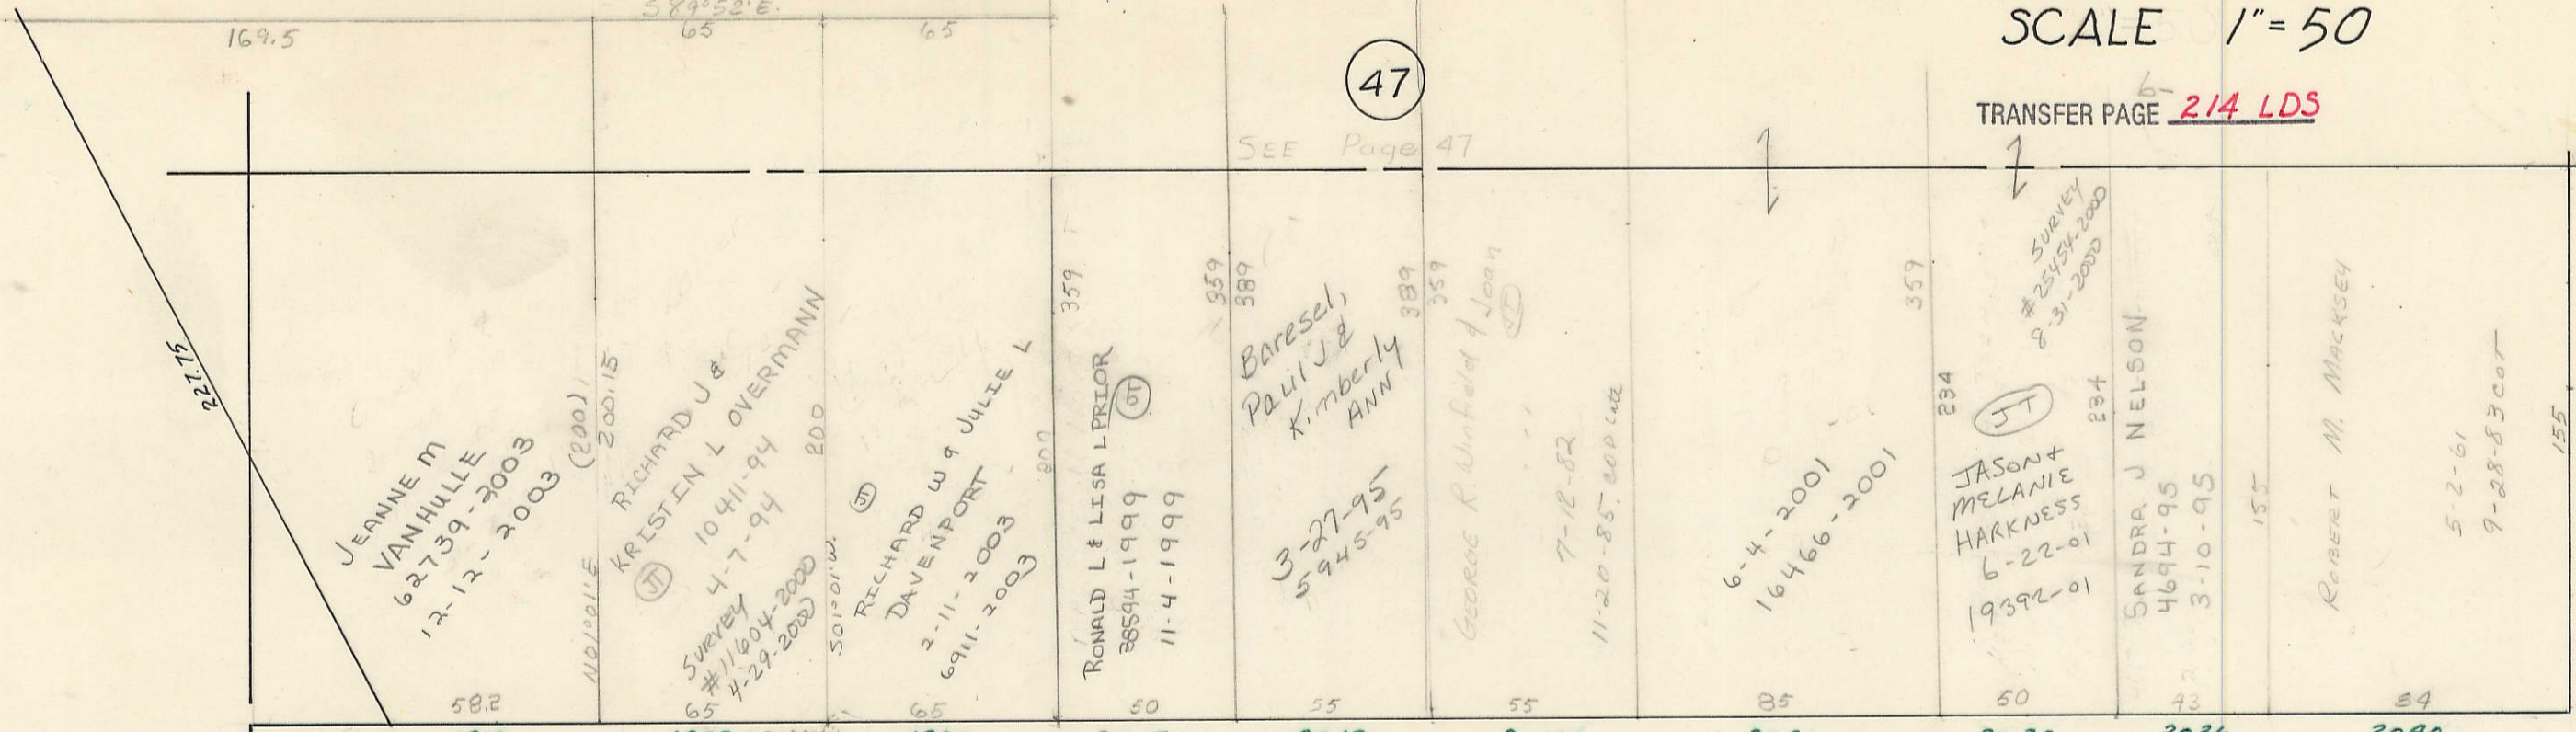 S89°52'E.
169.5
65
65
47
SCALE 1"=50
TRANSFER PAGE 214 LDS
SEE Page 47
227.75
JEANNE M
VANHULLE
62739-2003
12-12-2003
(200)
N01°01'E
58.2
200.15
RICHARD J &
KRISTEN L OVERMANN
JT
10411-94
4-7-94
SURVEY
#11604-2000
4-29-2000
65
200
S01°01'W.
JT
RICHARD W & JULIE L
DAVENPORT
2-11-2003
6911-2003
65
200
359
RONALD L & LISA L PRIOR
JT
38594-1999
11-4-1999
50
359
389
Baresel,
Paul J &
Kimberly
ANN
3-27-95
5945-95
55
389
359
GEORGE R. Winfield & Joan
JT
7-12-82
11-20-85
55
6-4-2001
16466-2001
85
359
234
SURVEY
#25454-2000
8-31-2000
JT
JASON &
MELANIE
HARKNESS
6-22-01
19392-01
50
234
SANDRA J NELSON
4694-95
3-10-95
43
155
ROBERT M. MACKSEY
5-2-61
9-28-83 COT
84
155